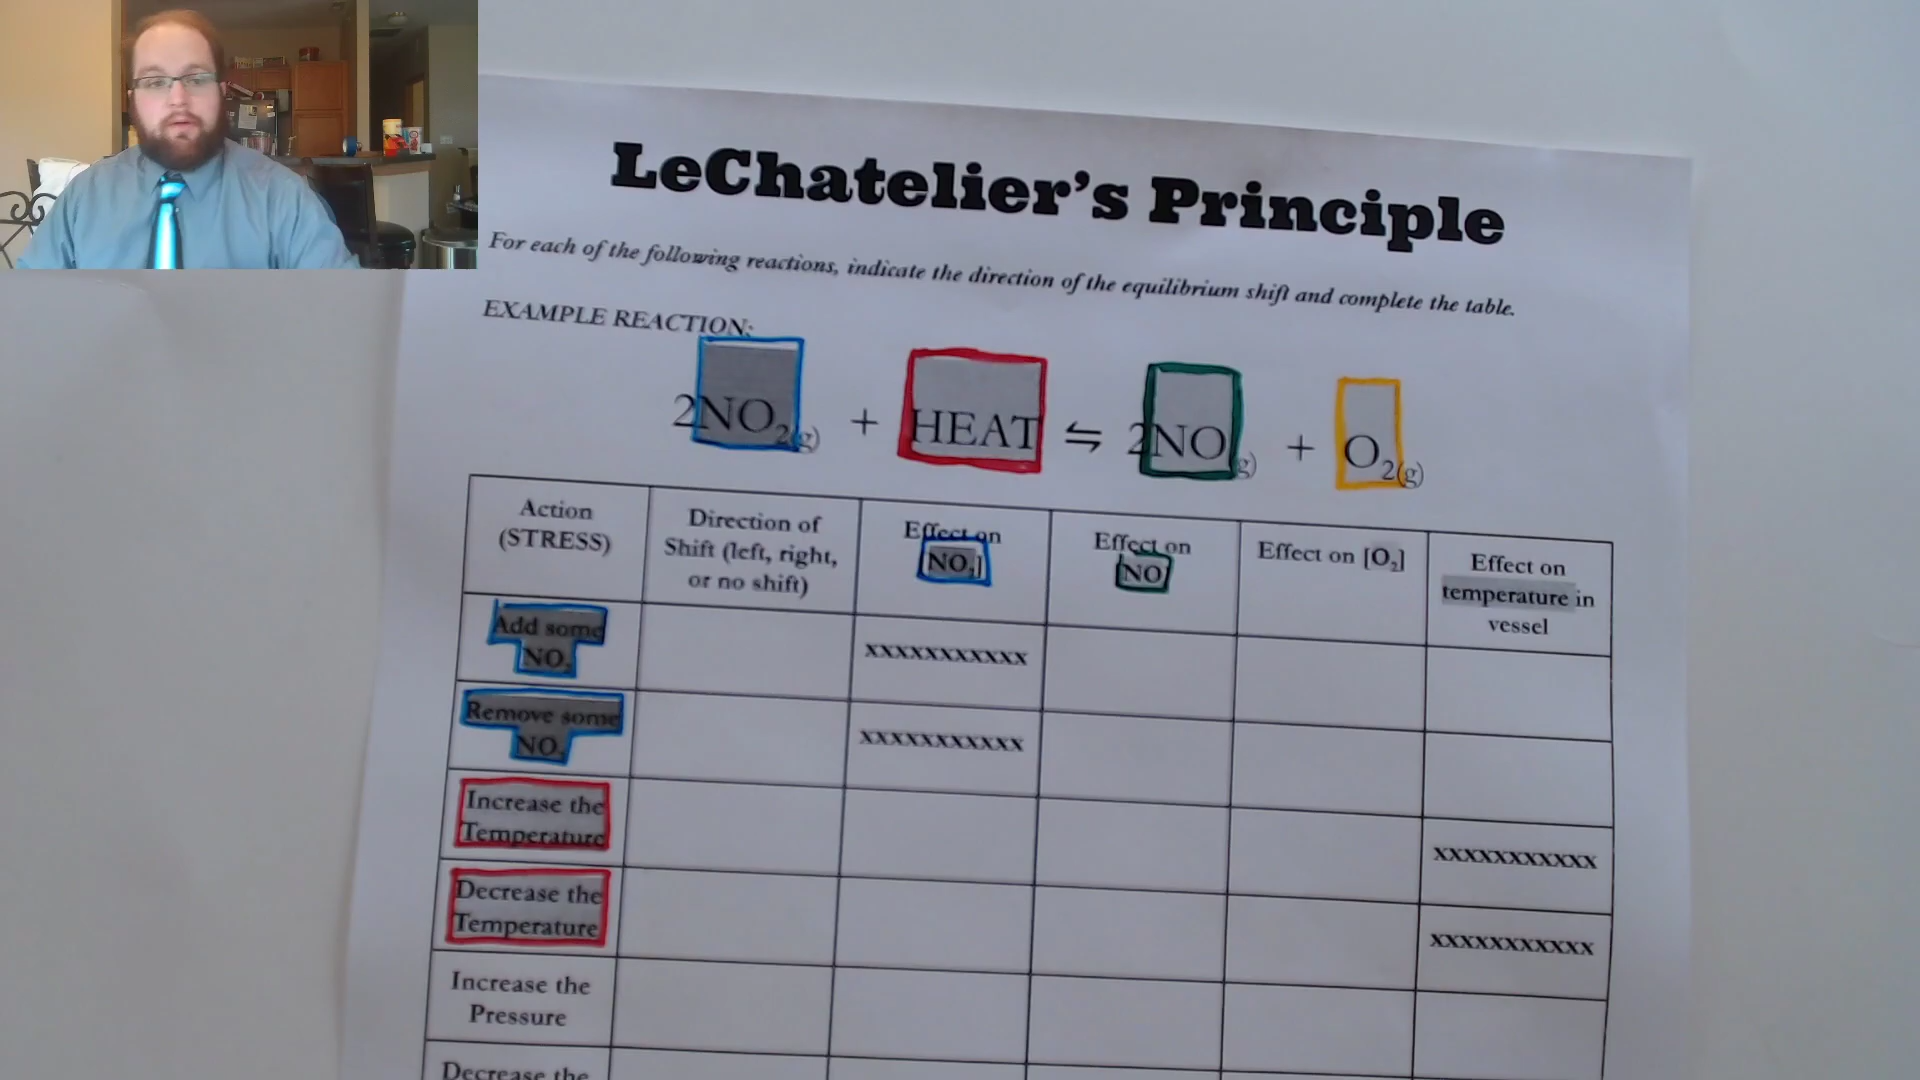 LeChatelier's Principle
For each of the following reactions, indicate the direction of the equilibrium shift and complete the table.
EXAMPLE REACTION:
2NO₂(g) + HEAT ⇋ 2NO(g) + O₂(g)
Action
(STRESS)
Direction of
Shift (left, right,
or no shift)
Effect on
[NO₂]
Effect on
[NO]
Effect on [O₂]
Effect on
temperature in
vessel
Add some
NO₂
xxxxxxxxxxx
Remove some
NO₂
xxxxxxxxxxx
Increase the
Temperature
xxxxxxxxxxx
Decrease the
Temperature
xxxxxxxxxxx
Increase the
Pressure
Decrease the